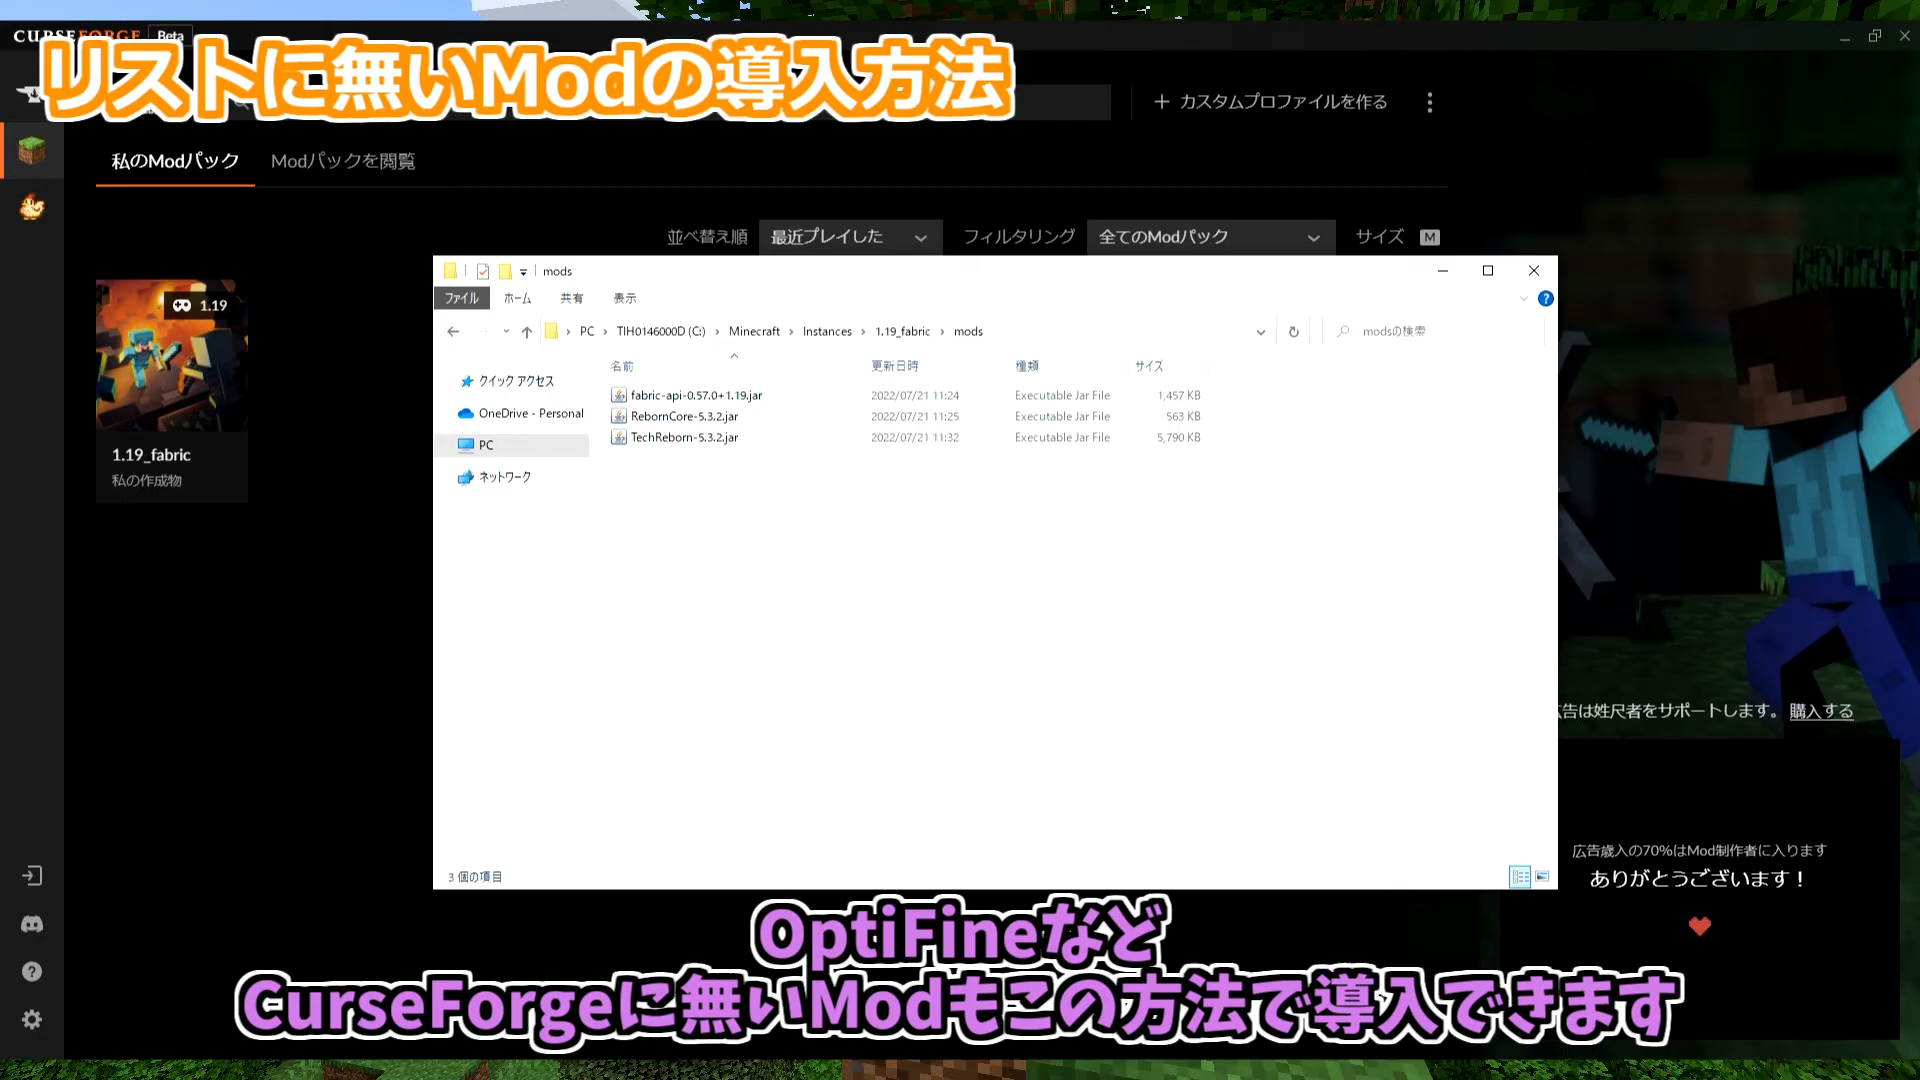 CURSEFORGE Beta
リストに無いModの導入方法
カスタムプロファイルを作る
私のModパック Modパックを閲覧
並べ替え順 最近プレイした フィルタリング 全てのModパック サイズ M
1.19
1.19_fabric
私の作成物
mods
ファイル ホーム 共有 表示
PC › TIH0146000D (C:) › Minecraft › Instances › 1.19_fabric › mods
modsの検索
クイック アクセス
OneDrive - Personal
PC
ネットワーク
名前 更新日時 種類 サイズ
fabric-api-0.57.0+1.19.jar 2022/07/21 11:24 Executable Jar File 1,457 KB
RebornCore-5.3.2.jar 2022/07/21 11:25 Executable Jar File 563 KB
TechReborn-5.3.2.jar 2022/07/21 11:32 Executable Jar File 5,790 KB
3 個の項目
広告は姓尺者をサポートします。 購入する
広告歳入の70%はMod制作者に入ります
ありがとうございます！
OptiFineなど
CurseForgeに無いModもこの方法で導入できます